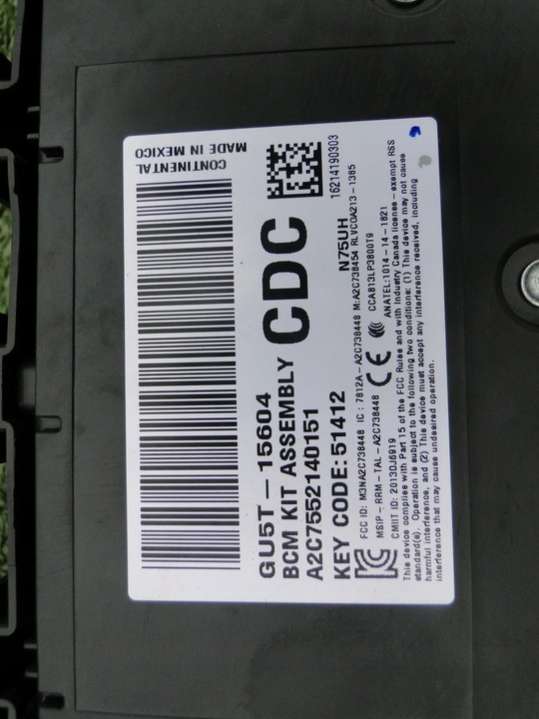 CONTINENTAL
MADE IN MEXICO
GU5T-15604
BCM KIT ASSEMBLY CDC
A2C7552140151
16214190303
KEY CODE: 51412
N75UH
FCC ID: M3NA2C738448 IC: 7812A-A2C738448 M:A2C738454 RLVCOA213-1385
MSIP-RRM-TAL-A2C738448 CE CCAB13LP3800T9
CMIIT ID: 2013DJ6919 ANATEL:1014-14-1821
This device complies with Part 15 of the FCC Rules and with Industry Canada license-exempt RSS
standard(s). Operation is subject to the following two conditions: (1) This device may not cause
harmful interference, and (2) This device must accept any interference received, including
interference that may cause undesired operation.